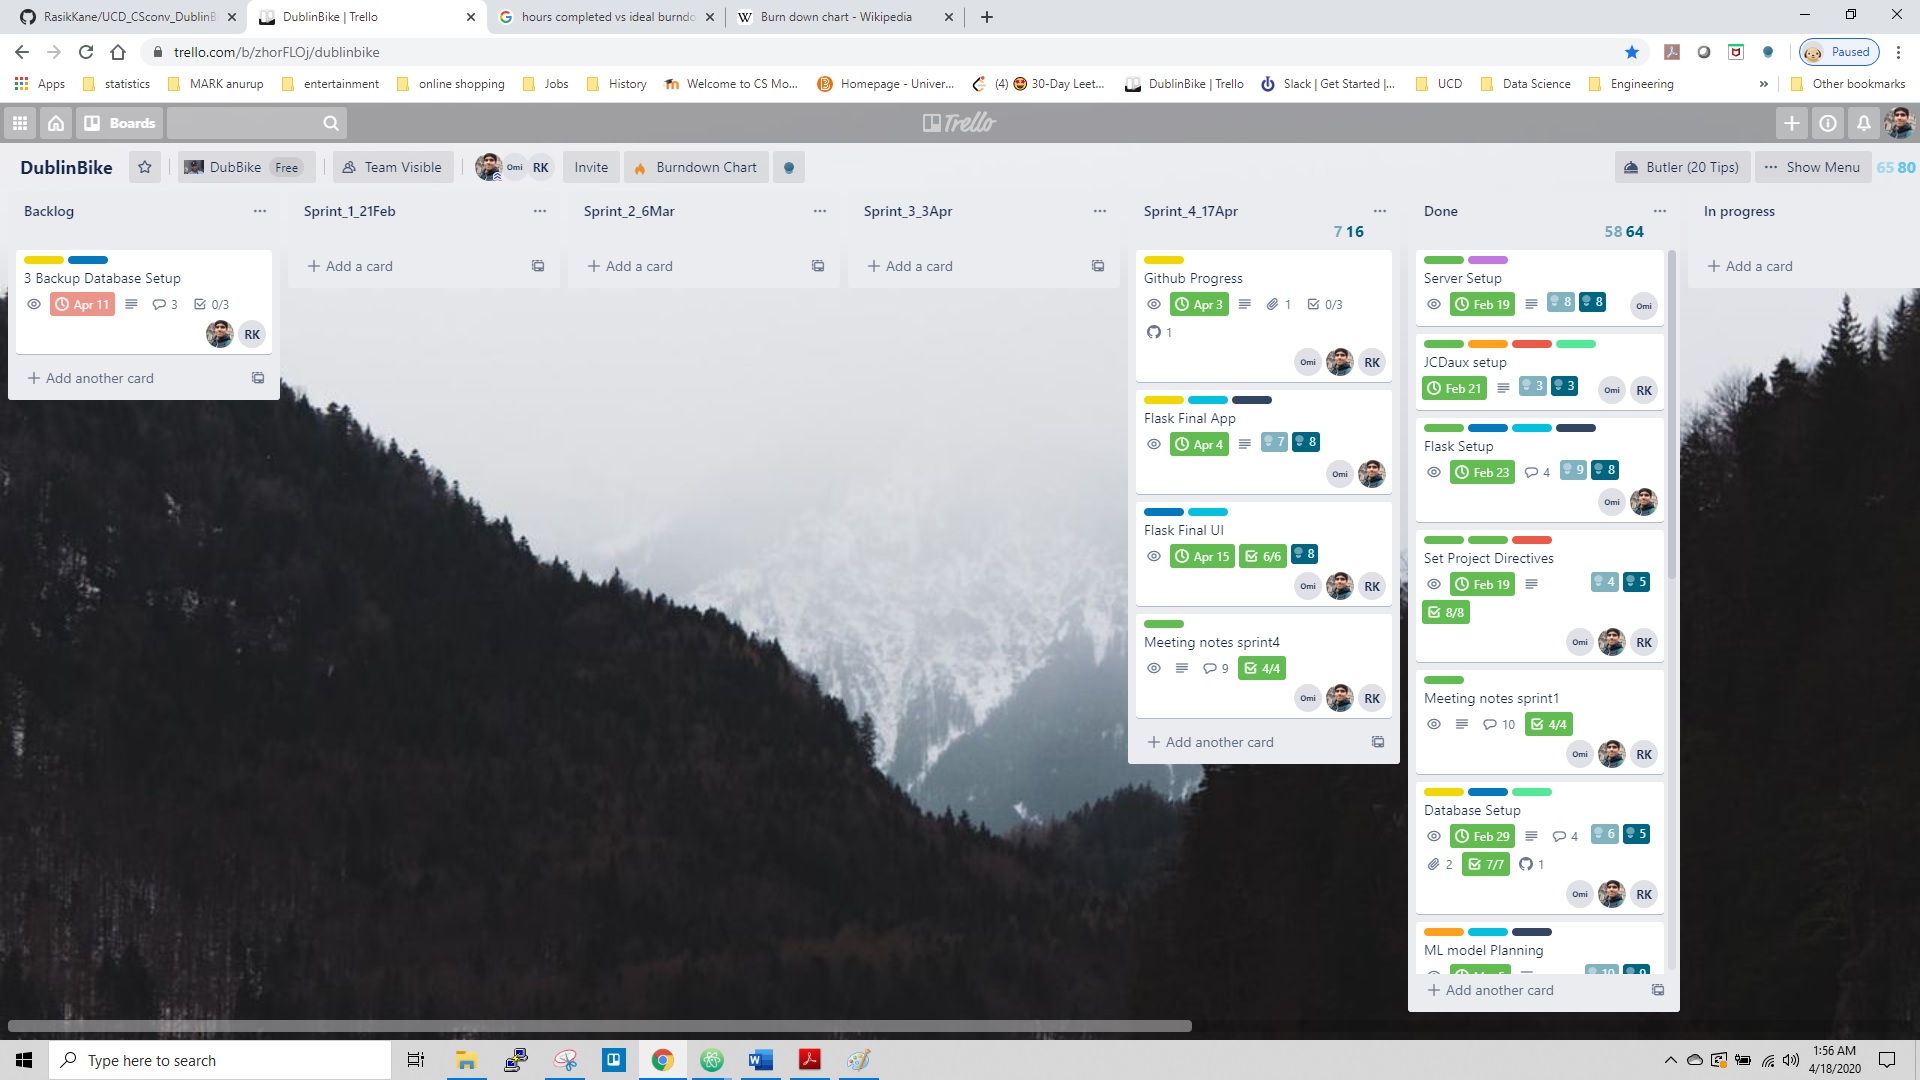 RasikKane/UCD_CSconv_DublinB
DublinBike | Trello
hours completed vs ideal burndo
Burn down chart - Wikipedia
trello.com/b/zhorFLOj/dublinbike
Paused
Apps
statistics
MARK anurup
entertainment
online shopping
Jobs
History
Welcome to CS Mo...
Homepage - Univer...
(4) 30-Day Leet...
DublinBike | Trello
Slack | Get Started |...
UCD
Data Science
Engineering
Other bookmarks
Boards
Trello
DublinBike
DubBike Free
Team Visible
Omi
RK
Invite
Burndown Chart
Butler (20 Tips)
Show Menu
65 80
Backlog
3 Backup Database Setup
Apr 11 3 0/3
RK
+ Add another card
Sprint_1_21Feb
+ Add a card
Sprint_2_6Mar
+ Add a card
Sprint_3_3Apr
+ Add a card
Sprint_4_17Apr
7 16
Github Progress
Apr 3 1 0/3
1
Omi RK
Flask Final App
Apr 4 7 8
Omi
Flask Final UI
Apr 15 6/6 8
Omi RK
Meeting notes sprint4
9 4/4
Omi RK
+ Add another card
Done
58 64
Server Setup
Feb 19 8 8 Omi
JCDaux setup
Feb 21 3 3 Omi RK
Flask Setup
Feb 23 4 9 8
Omi
Set Project Directives
Feb 19 4 5
8/8
Omi RK
Meeting notes sprint1
10 4/4
Omi RK
Database Setup
Feb 29 4 6 5
2 7/7 1
Omi RK
ML model Planning
+ Add another card
In progress
+ Add a card
Type here to search
1:56 AM
4/18/2020